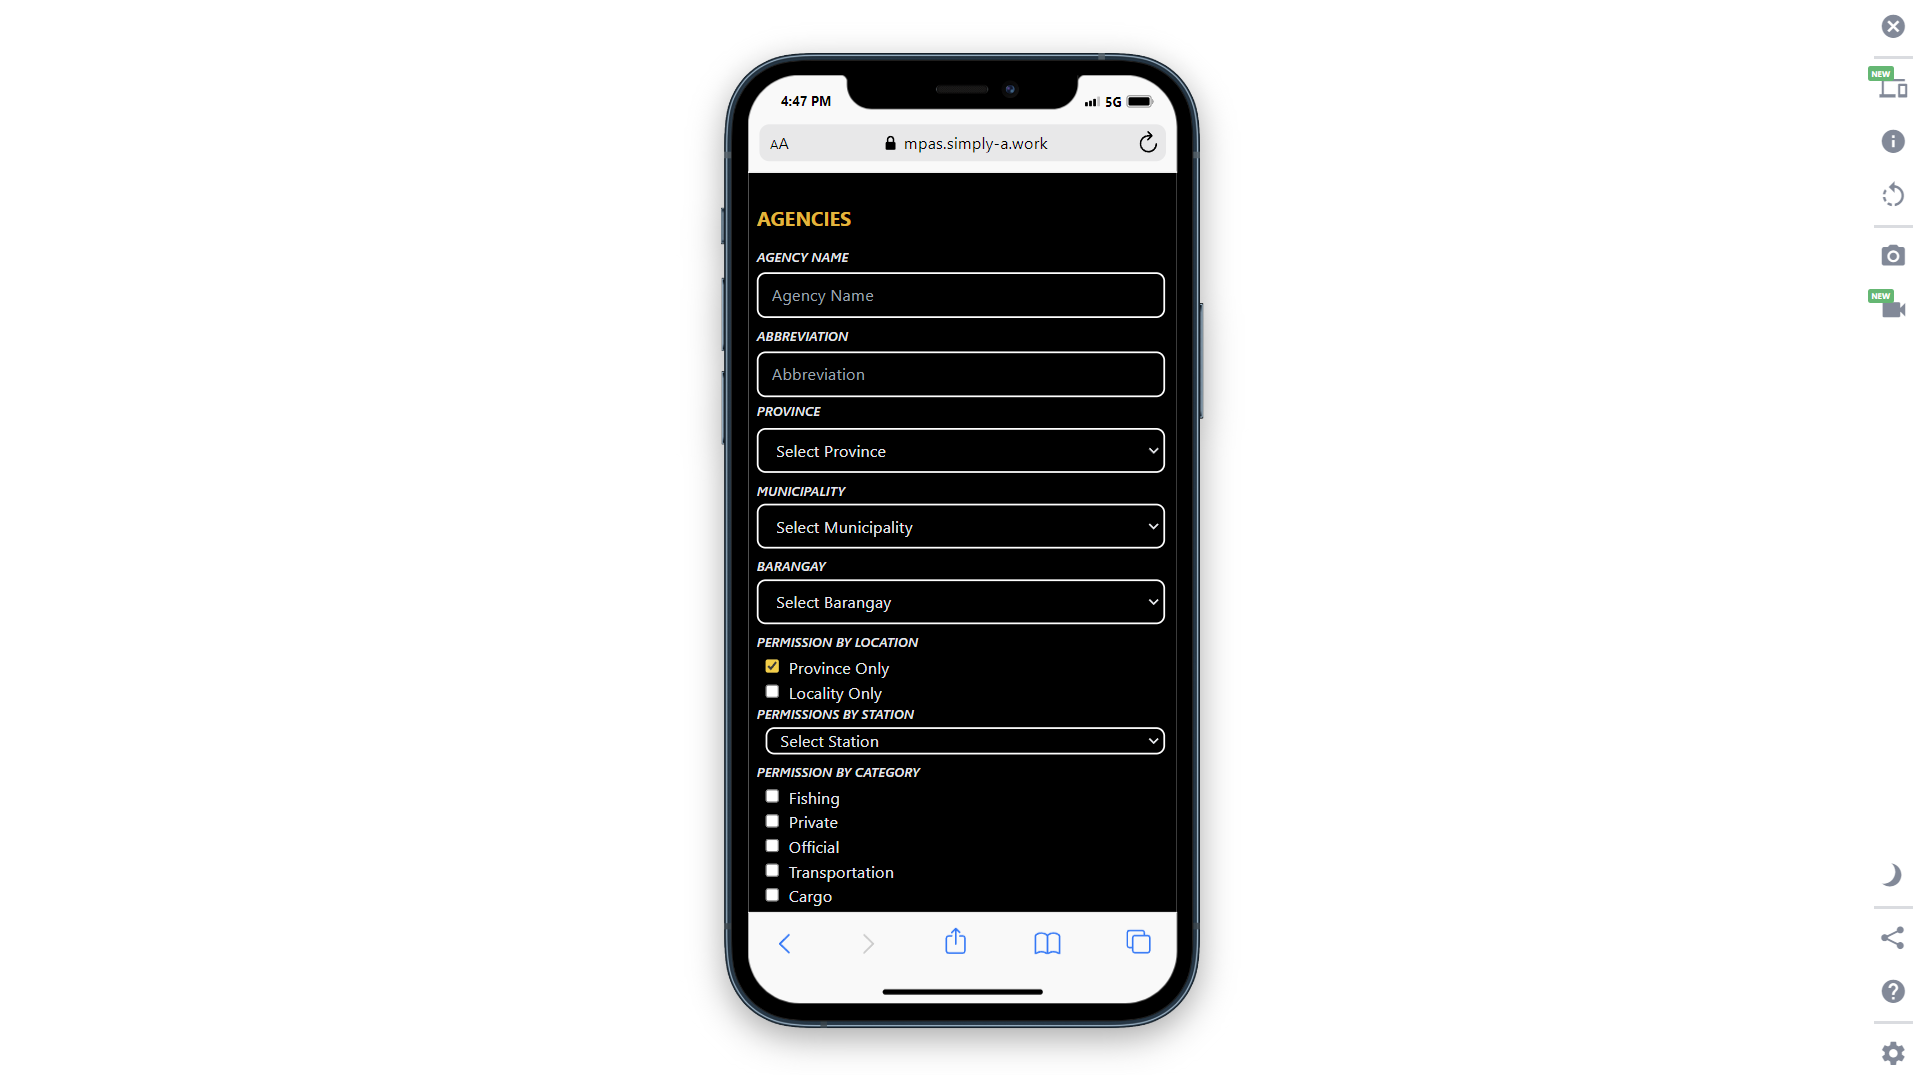 4:47 PM
5G
AA
mpas.simply-a.work
AGENCIES
AGENCY NAME
Agency Name
ABBREVIATION
Abbreviation
PROVINCE
Select Province
MUNICIPALITY
Select Municipality
BARANGAY
Select Barangay
PERMISSION BY LOCATION
Province Only
Locality Only
PERMISSIONS BY STATION
Select Station
PERMISSION BY CATEGORY
Fishing
Private
Official
Transportation
Cargo
NEW
NEW